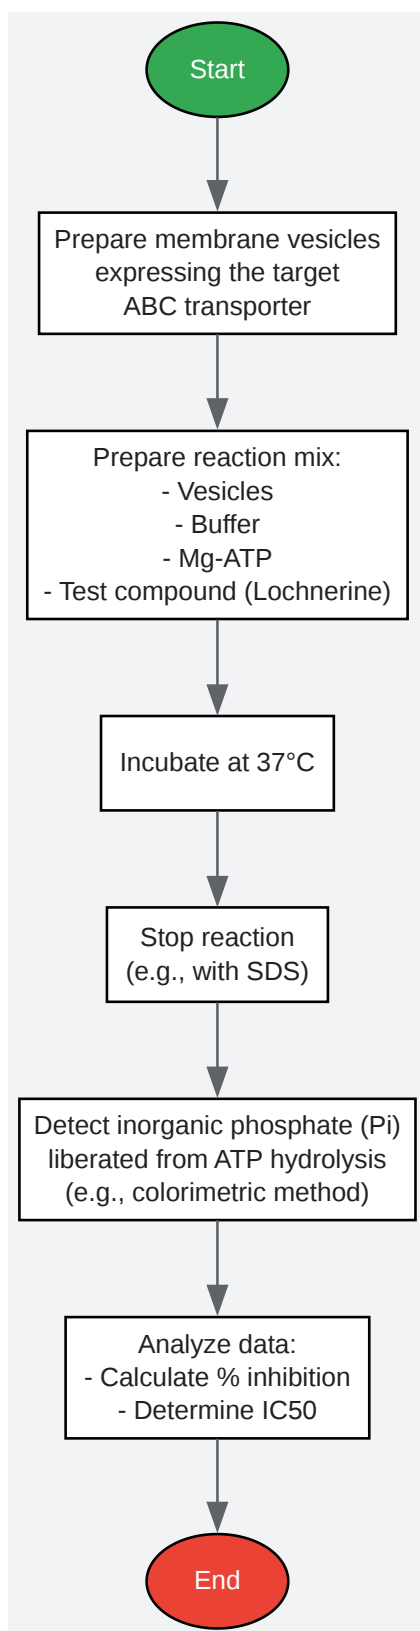 Start
Prepare membrane vesicles
expressing the target
ABC transporter
Prepare reaction mix:
- Vesicles
- Buffer
- Mg-ATP
- Test compound (Lochnerine)
Incubate at 37°C
Stop reaction
(e.g., with SDS)
Detect inorganic phosphate (Pi)
liberated from ATP hydrolysis
(e.g., colorimetric method)
Analyze data:
- Calculate % inhibition
- Determine IC50
End